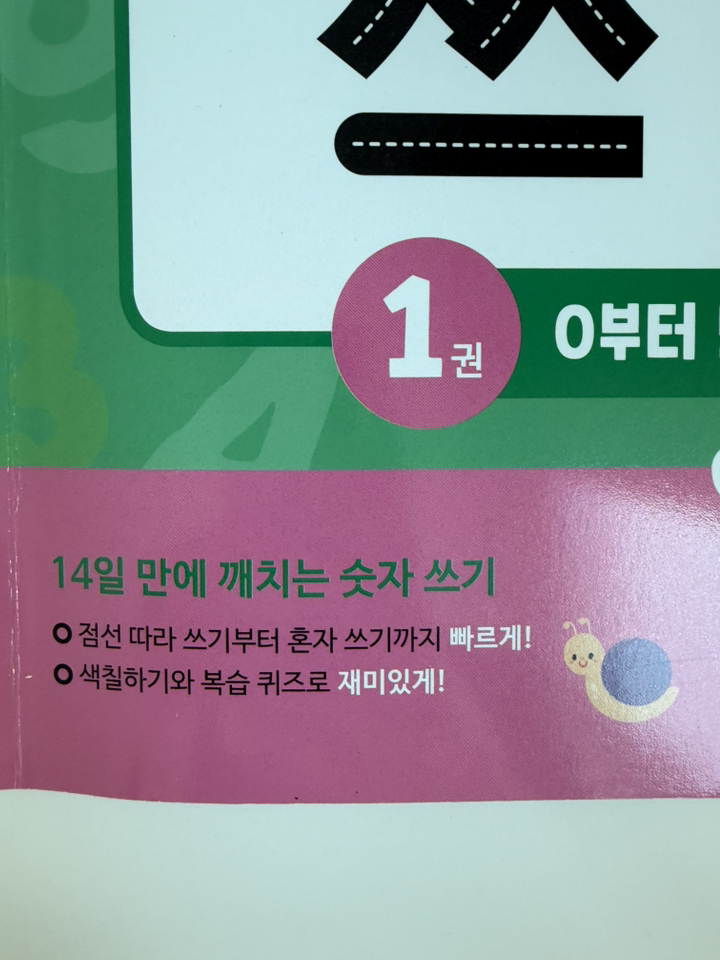 쓰
1권
0부터
14일 만에 깨치는 숫자 쓰기
점선 따라 쓰기부터 혼자 쓰기까지 빠르게!
색칠하기와 복습 퀴즈로 재미있게!